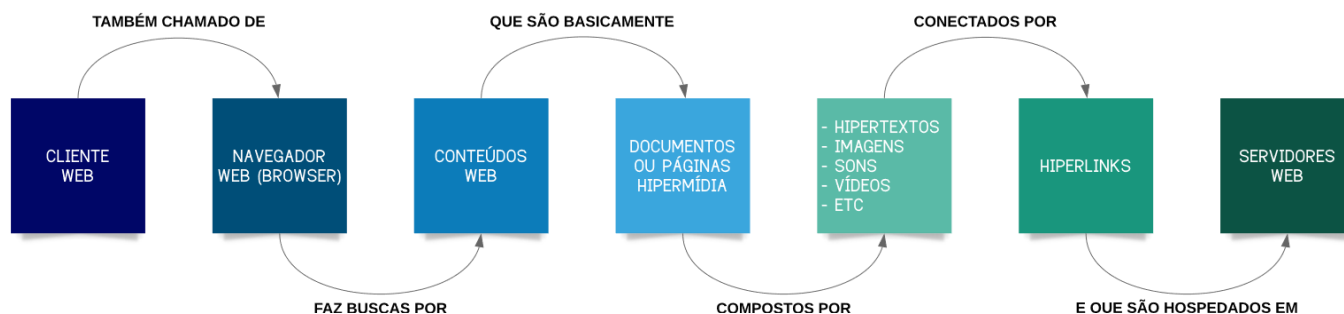 TAMBÉM CHAMADO DE
QUE SÃO BASICAMENTE
CONECTADOS POR
CLIENTE
WEB
NAVEGADOR
WEB (BROWSER)
CONTEÚDOS
WEB
DOCUMENTOS
OU PÁGINAS
HIPERMÍDIA
- HIPERTEXTOS
- IMAGENS
- SONS
- VÍDEOS
- ETC
HIPERLINKS
SERVIDORES
WEB
FAZ BUSCAS POR
COMPOSTOS POR
E QUE SÃO HOSPEDADOS EM